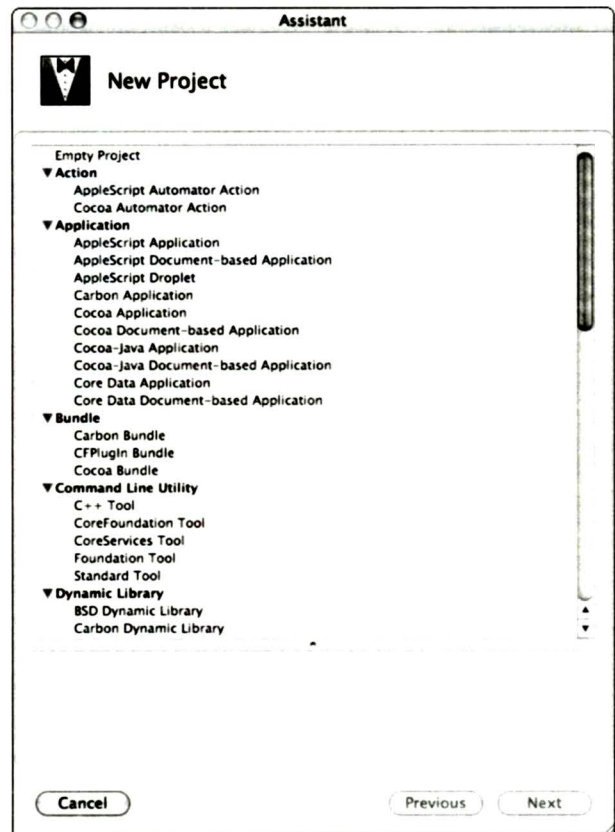 Assistant
New Project
Empty Project
▼ Action
AppleScript Automator Action
Cocoa Automator Action
▼ Application
AppleScript Application
AppleScript Document-based Application
AppleScript Droplet
Carbon Application
Cocoa Application
Cocoa Document-based Application
Cocoa-Java Application
Cocoa-Java Document-based Application
Core Data Application
Core Data Document-based Application
▼ Bundle
Carbon Bundle
CFPlugIn Bundle
Cocoa Bundle
▼ Command Line Utility
C++ Tool
CoreFoundation Tool
CoreServices Tool
Foundation Tool
Standard Tool
▼ Dynamic Library
BSD Dynamic Library
Carbon Dynamic Library
Cancel
Previous
Next